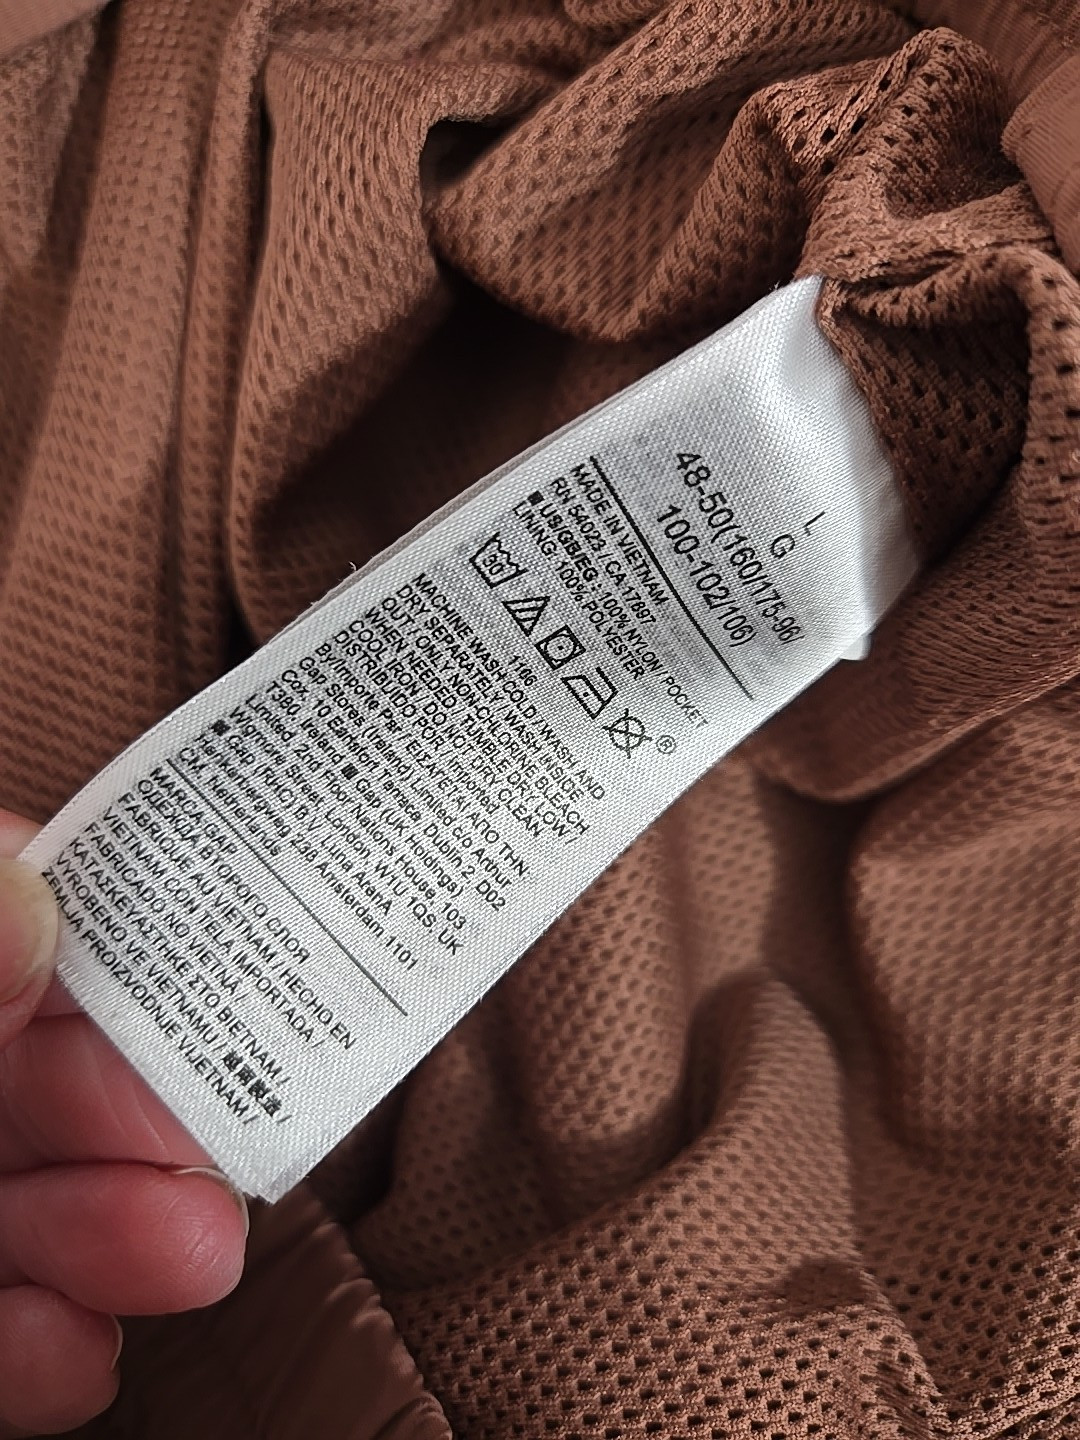 L
G
48-50(160/175-96/
100-102/106)
MADE IN VIETNAM
RN 54023 / CA 17897
US/GB/EG : 100% NYLON / POCKET
LINING: 100% POLYESTER
30
®
MACHINE WASH COLD / WASH AND
DRY SEPARATELY / WASH INSIDE
OUT / ONLY NON-CHLORINE BLEACH
WHEN NEEDED / TUMBLE DRY LOW /
COOL IRON / DO NOT DRY CLEAN
DISTRIBUIDO POR / Imported
By/Importé Par / ΕΙΣΑΓΕΤΑΙ ΑΠΟ ΤΗΝ
: Gap Stores (Ireland) Limited c/o Arthur
Cox, 10 Earlsfort Terrace, Dublin 2, D02
T380, Ireland Gap (UK Holdings)
Limited, 2nd Floor Nations House, 103
Wigmore Street, London, W1U 1QS, UK
Gap (RHC) B V / Luna ArenA
Herikerbergweg 238 Amsterdam 1101
CM, Netherlands
MARCA GAP
ОДЕЖДА ВТОРОГО СЛОЯ
FABRIQUÉ AU VIETNAM / HECHO EN
VIETNAM CON TELA IMPORTADA /
FABRICADO NO VIETNÃ /
ΚΑΤΑΣΚΕΥΑΣΤΗΚΕ ΣΤΟ ΒΙΕΤΝΑΜ /
VYROBENO VE VIETNAMU / 越南製造 /
ZEMLJA PROIZVODNJE VIJETNAM /